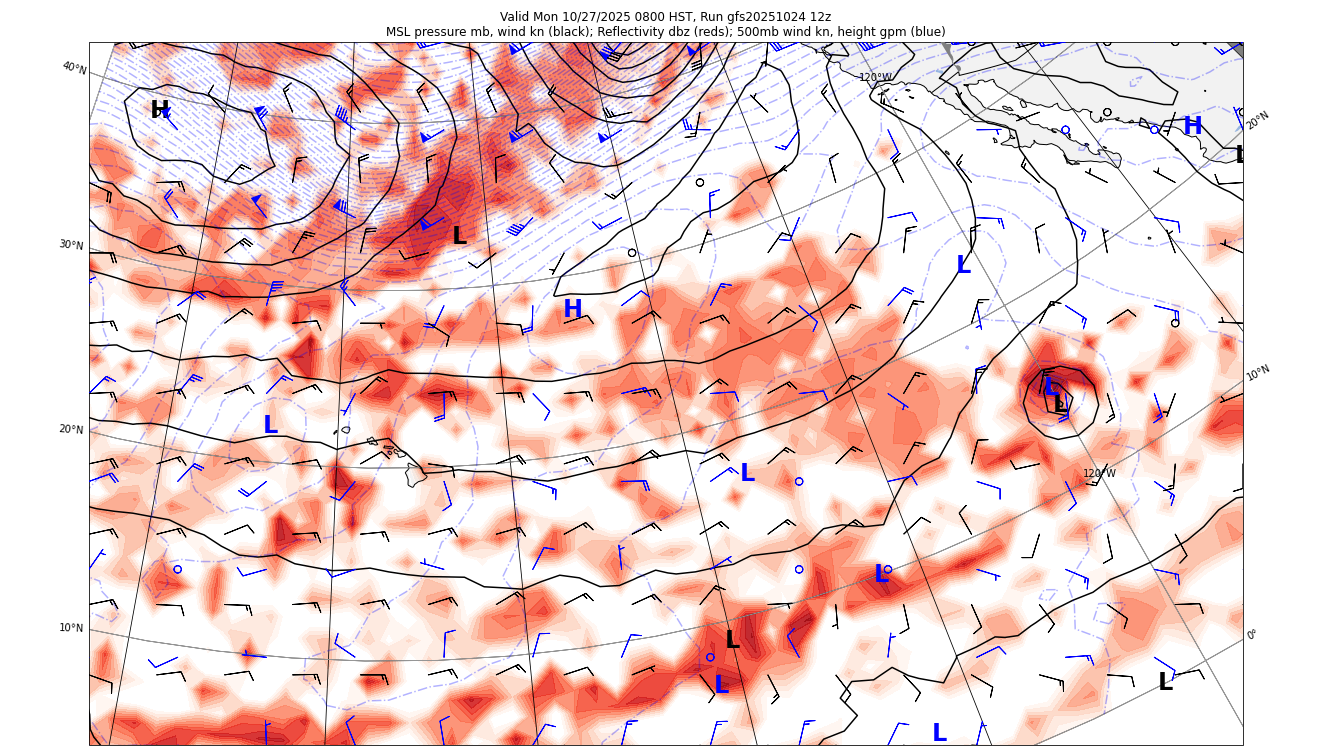 Valid Mon 10/27/2025 0800 HST, Run gfs20251024 12z
MSL pressure mb, wind kn (black); Reflectivity dbz (reds); 500mb wind kn, height gpm (blue)
40°N
120°W
20°N
H
H
L
30°N
L
L
H
10°N
L
L
20°N
L
L
120°W
L
10°N
L
0°
L
L
L